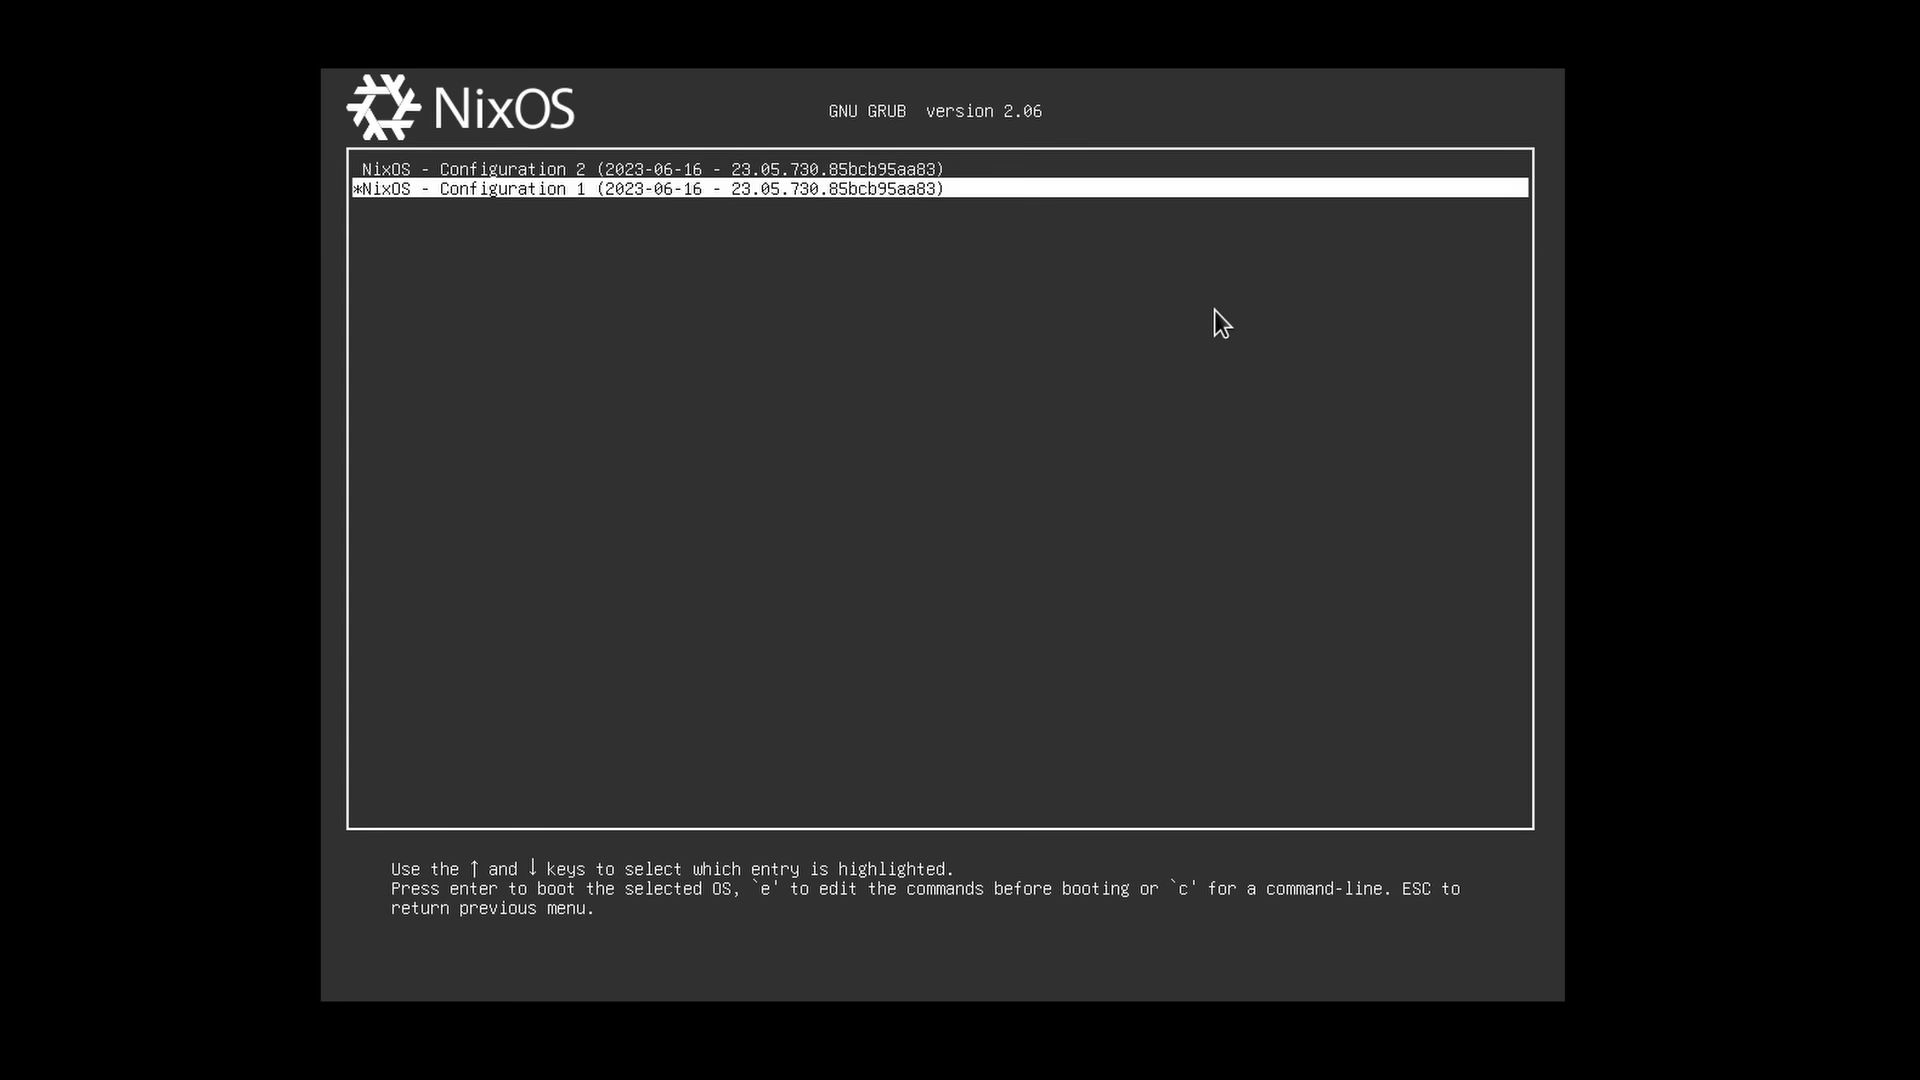 NixOS
GNU GRUB  version 2.06
NixOS - Configuration 2 (2023-06-16 - 23.05.730.85bcb95aa83)
*NixOS - Configuration 1 (2023-06-16 - 23.05.730.85bcb95aa83)
Use the ↑ and ↓ keys to select which entry is highlighted.
Press enter to boot the selected OS, `e' to edit the commands before booting or `c' for a command-line. ESC to
return previous menu.